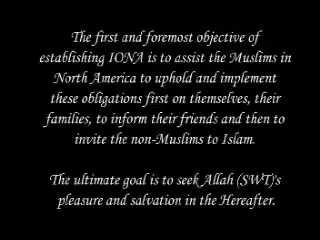 The first and foremost objective of
establishing IONA is to assist the Muslims in
North America to uphold and implement
these obligations first on themselves, their
families, to inform their friends and then to
invite the non-Muslims to Islam.
The ultimate goal is to seek Allah (SWT)'s
pleasure and salvation in the Hereafter.